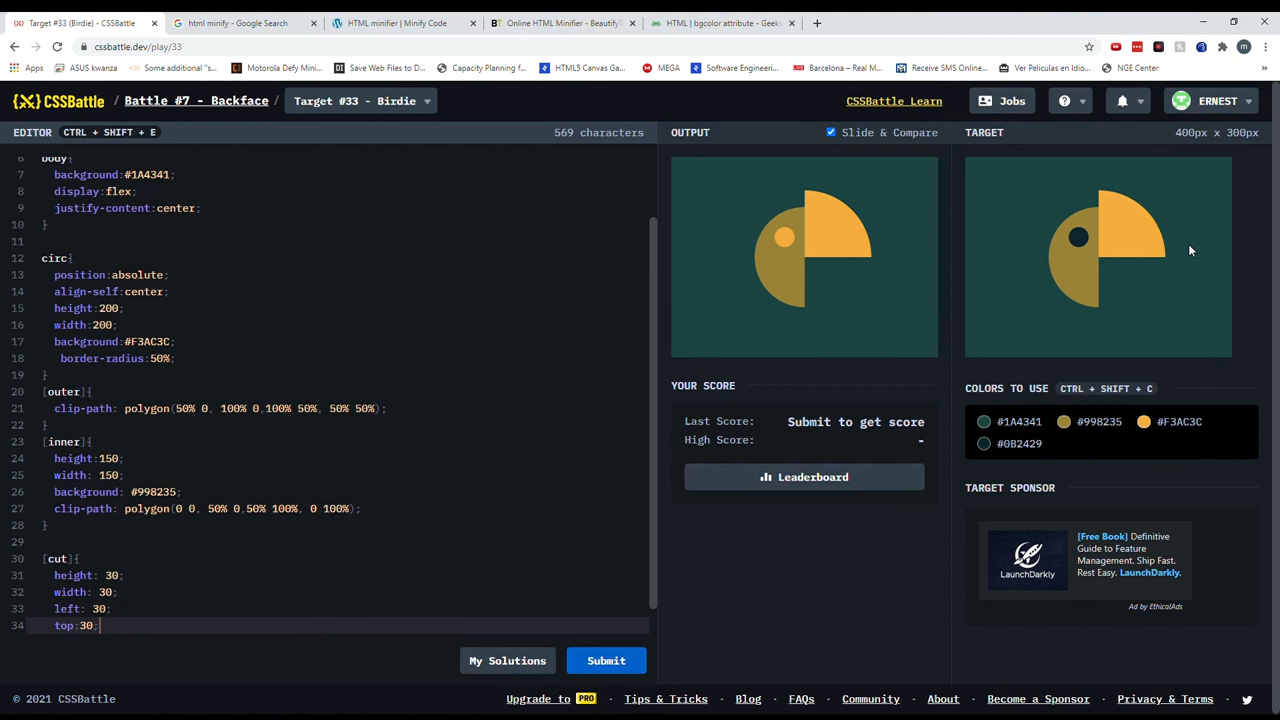 Target #33 (Birdie) - CSSBattle
html minify - Google Search
HTML minifier | Minify Code
Online HTML Minifier - Beautify
HTML | bgcolor attribute - Geeks
cssbattle.dev/play/33
Apps
ASUS kwanza
Some additional "s...
Motorola Defy Mini...
Save Web Files to D...
Capacity Planning f...
HTML5 Canvas Ga...
MEGA
Software Engineeri...
Barcelona – Real M...
Receive SMS Online...
Ver Peliculas en Idio...
NGE Center
CSSBATTLE / Battle #7 - Backface / Target #33 - Birdie
CSSBattle Learn
Jobs
ERNEST
EDITOR CTRL + SHIFT + E 569 characters
OUTPUT Slide & Compare
TARGET 400px x 300px
6 body{
7 background:#1A4341;
8 display:flex;
9 justify-content:center;
10 }
11
12 circ{
13 position:absolute;
14 align-self:center;
15 height:200;
16 width:200;
17 background:#F3AC3C;
18 border-radius:50%;
19 }
20 [outer]{
21 clip-path: polygon(50% 0, 100% 0,100% 50%, 50% 50%);
22 }
23 [inner]{
24 height:150;
25 width: 150;
26 background: #998235;
27 clip-path: polygon(0 0, 50% 0,50% 100%, 0 100%);
28 }
29
30 [cut]{
31 height: 30;
32 width: 30;
33 left: 30;
34 top:30;
My Solutions
Submit
YOUR SCORE
Last Score: Submit to get score
High Score: -
Leaderboard
COLORS TO USE CTRL + SHIFT + C
#1A4341 #998235 #F3AC3C
#0B2429
TARGET SPONSOR
LaunchDarkly
[Free Book] Definitive
Guide to Feature
Management. Ship Fast.
Rest Easy. LaunchDarkly.
Ad by EthicalAds
© 2021 CSSBattle
Upgrade to PRO
Tips & Tricks
Blog
FAQs
Community
About
Become a Sponsor
Privacy & Terms